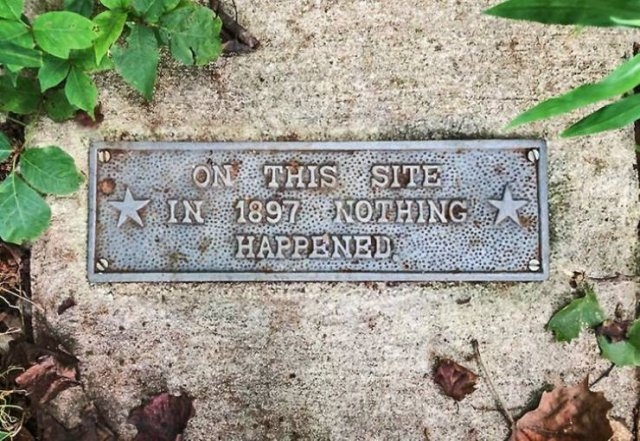 ON THIS SITE
IN 1897 NOTHING
HAPPENED.